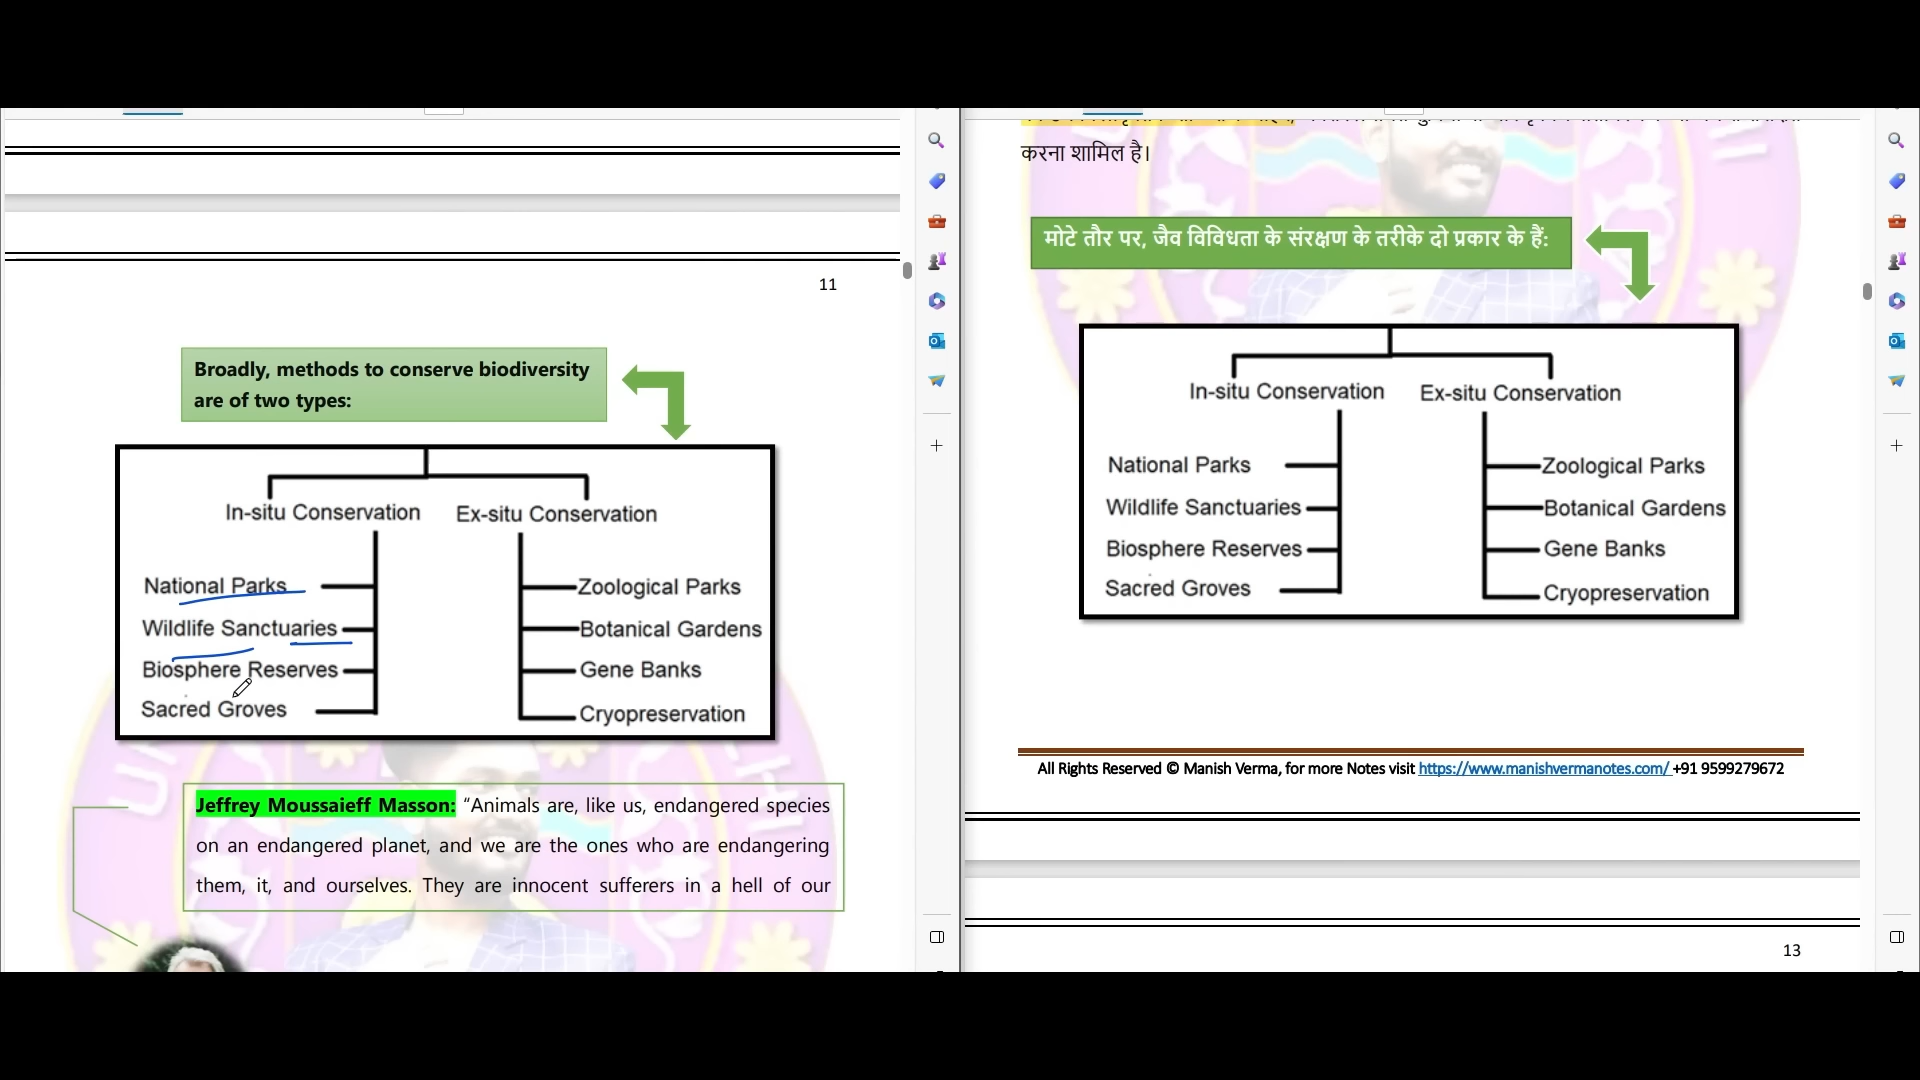 11
Broadly, methods to conserve biodiversity
are of two types:
In-situ Conservation
Ex-situ Conservation
National Parks
Zoological Parks
Wildlife Sanctuaries
Botanical Gardens
Biosphere Reserves
Gene Banks
Sacred Groves
Cryopreservation
Jeffrey Moussaieff Masson: “Animals are, like us, endangered species
on an endangered planet, and we are the ones who are endangering
them, it, and ourselves. They are innocent sufferers in a hell of our
करना शामिल है।
मोटे तौर पर, जैव विविधता के संरक्षण के तरीके दो प्रकार के हैं:
In-situ Conservation
Ex-situ Conservation
National Parks
Zoological Parks
Wildlife Sanctuaries
Botanical Gardens
Biosphere Reserves
Gene Banks
Sacred Groves
Cryopreservation
All Rights Reserved © Manish Verma, for more Notes visit https://www.manishvermanotes.com/ +91 9599279672
13